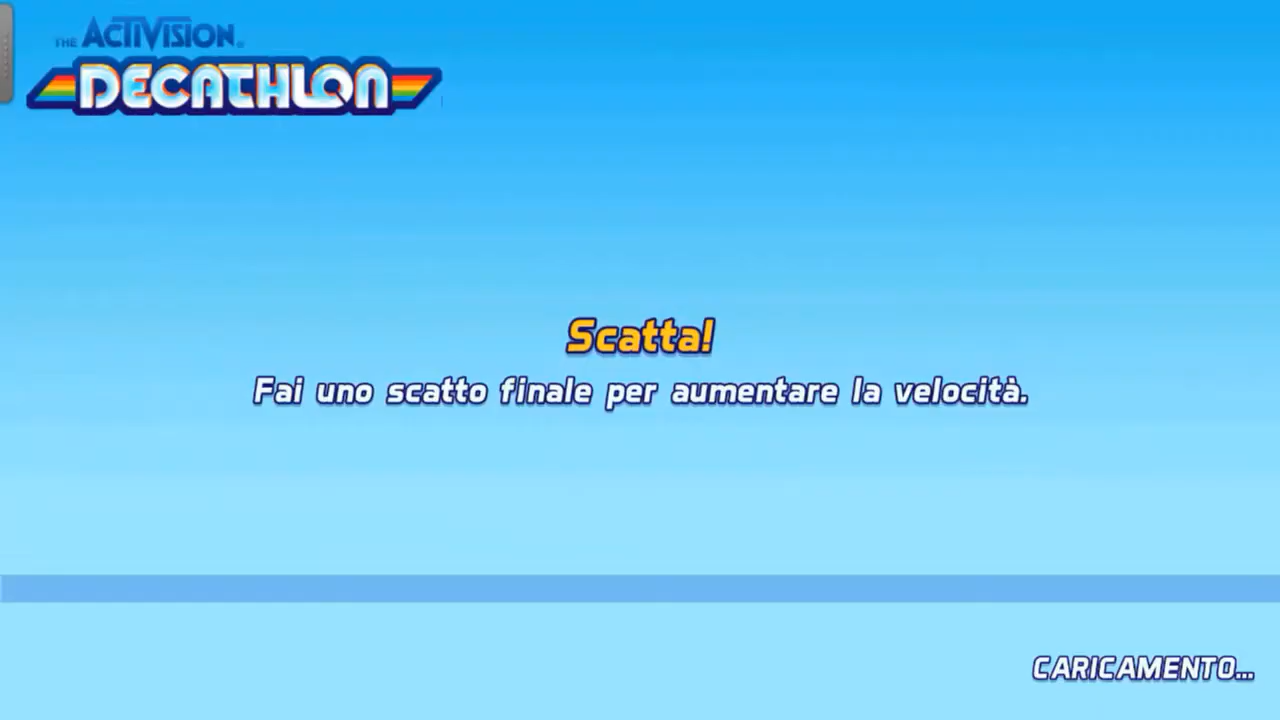 THE ACTIVISION®
DECATHLON
Scatta!
Fai uno scatto finale per aumentare la velocità.
CARICAMENTO...